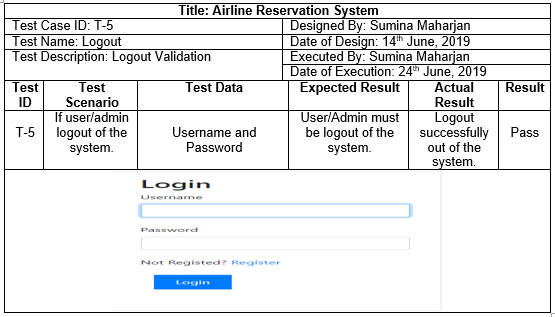 Title: Airline Reservation System
Test Case ID: T-5
Designed By: Sumina Maharjan
Test Name: Logout
Date of Design: 14th June, 2019
Test Description: Logout Validation
Executed By: Sumina Maharjan
Date of Execution: 24th June, 2019
Test ID
Test Scenario
Test Data
Expected Result
Actual Result
Result
T-5
If user/admin
logout of the
system.
Username and
Password
User/Admin must
be logout of the
system.
Logout
successfully
out of the
system.
Pass
Login
Username
Password
Not Registed? Register
Login